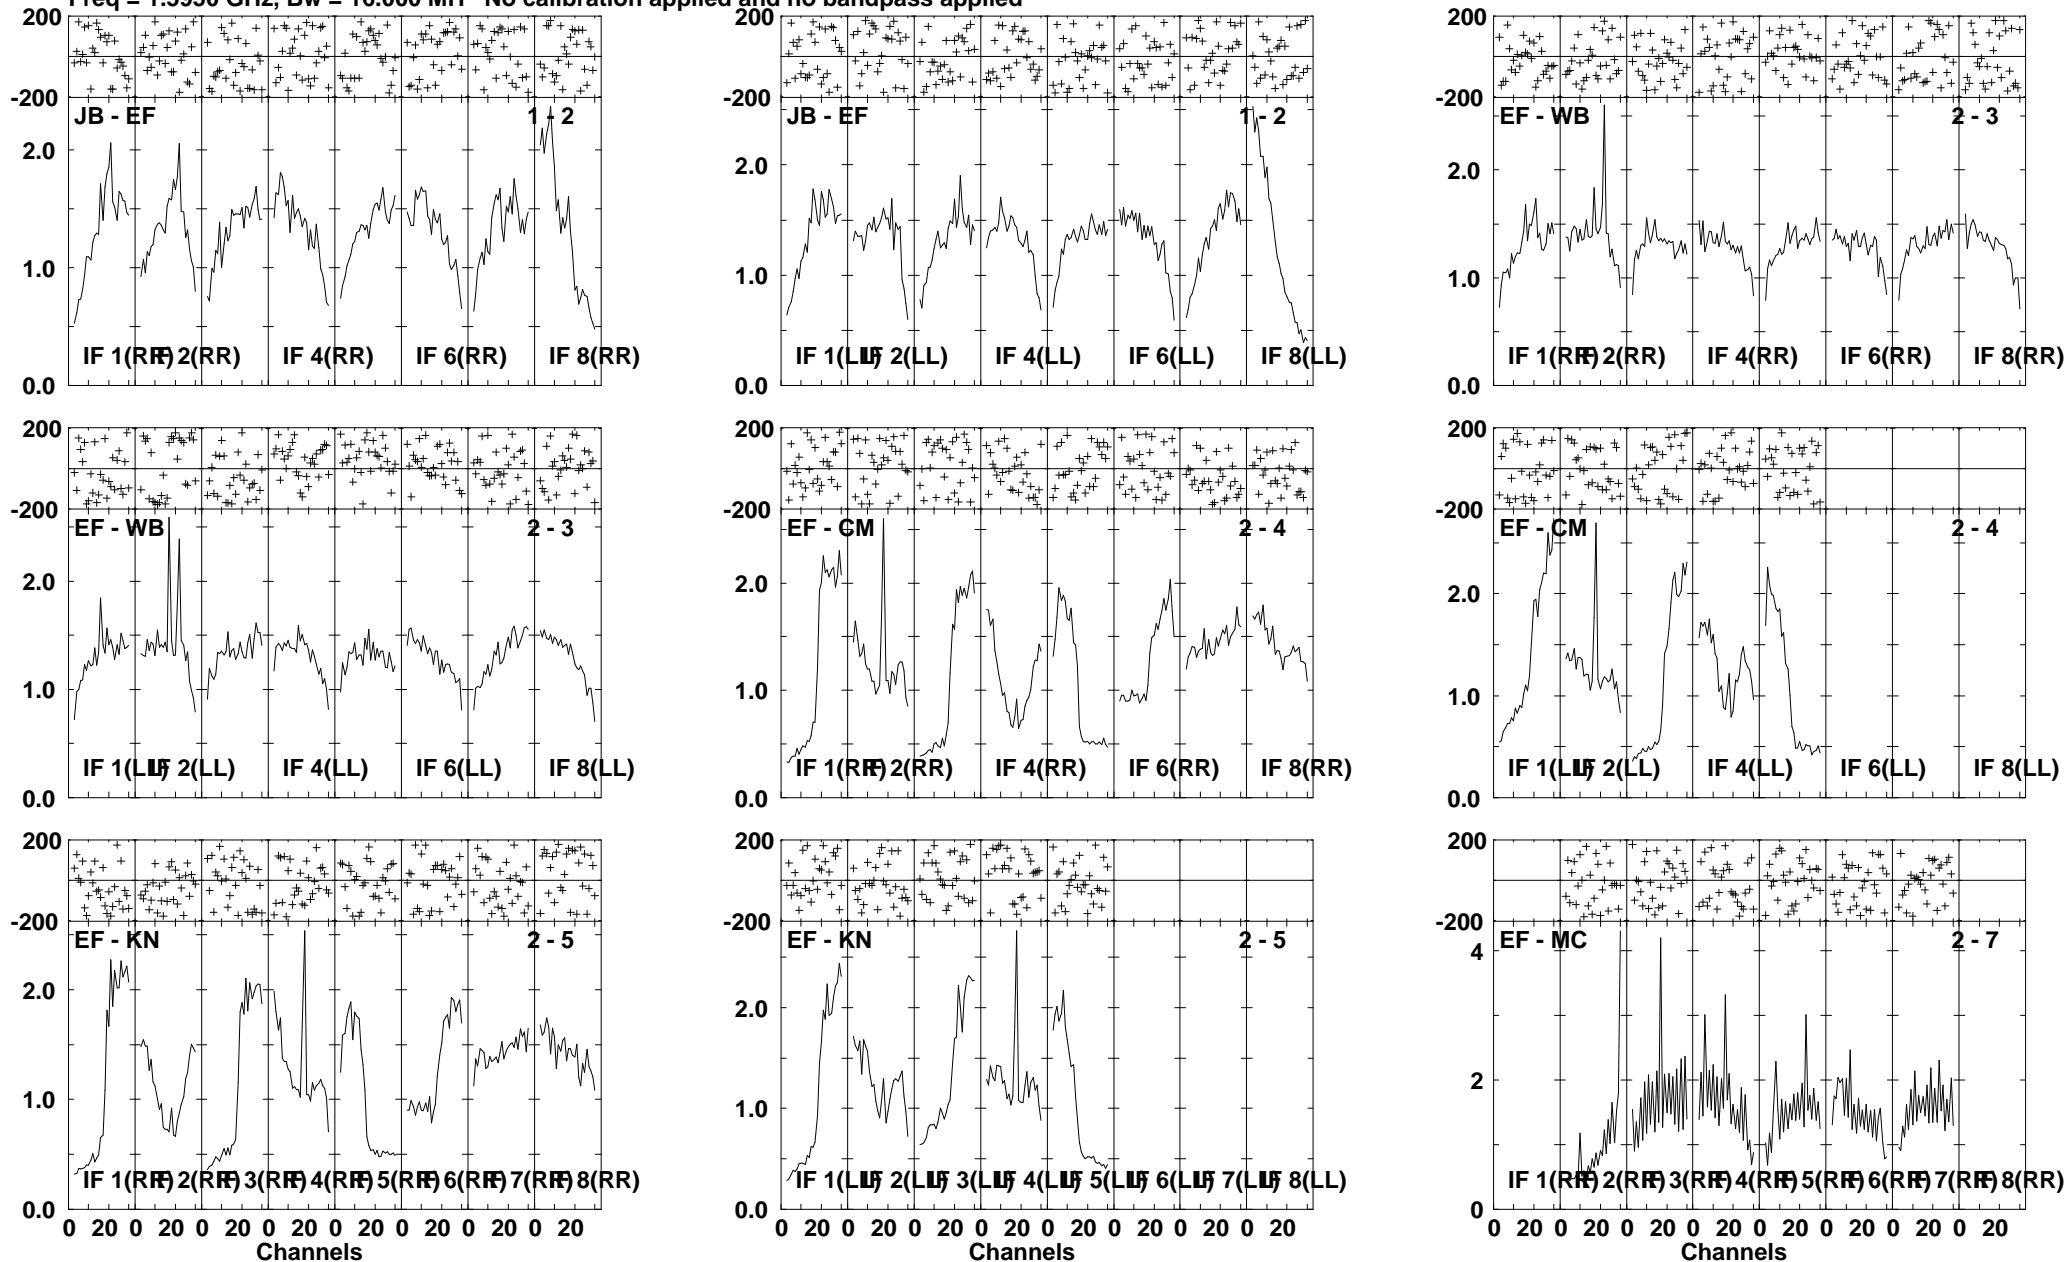 Freq = GHz, Bw = 16.000 MH No calibration applied and no bandpass applied
200
-200
JB - EF 1 - 2
2.0
1.0
0.0
IF 1(RR) IF 2(RR) IF 4(RR) IF 6(RR) IF 8(RR)
200
-200
JB - EF 1 - 2
2.0
1.0
0.0
IF 1(LL) IF 2(LL) IF 4(LL) IF 6(LL) IF 8(LL)
200
-200
EF - WB 2 - 3
2.0
1.0
0.0
IF 1(RR) IF 2(RR) IF 4(RR) IF 6(RR) IF 8(RR)
200
-200
EF - WB 2 - 3
2.0
1.0
0.0
IF 1(LL) IF 2(LL) IF 4(LL) IF 6(LL) IF 8(LL)
200
-200
EF - CM 2 - 4
2.0
1.0
0.0
IF 1(RR) IF 2(RR) IF 4(RR) IF 6(RR) IF 8(RR)
200
-200
EF - CM 2 - 4
2.0
1.0
0.0
IF 1(LL) IF 2(LL) IF 4(LL) IF 6(LL) IF 8(LL)
200
-200
EF - KN 2 - 5
2.0
1.0
0.0
IF 1(RR) IF 2(RR) IF 3(RR) IF 4(RR) IF 5(RR) IF 6(RR) IF 7(RR) IF 8(RR)
0 20 0 20 0 20 0 20 0 20 0 20 0 20 0 20
Channels
200
-200
EF - KN 2 - 5
2.0
1.0
0.0
IF 1(LL) IF 2(LL) IF 3(LL) IF 4(LL) IF 5(LL) IF 6(LL) IF 7(LL) IF 8(LL)
0 20 0 20 0 20 0 20 0 20 0 20 0 20 0 20
Channels
200
-200
EF - MC 2 - 7
4
2
0
IF 1(RR) IF 2(RR) IF 3(RR) IF 4(RR) IF 5(RR) IF 6(RR) IF 7(RR) IF 8(RR)
0 20 0 20 0 20 0 20 0 20 0 20 0 20 0 20
Channels